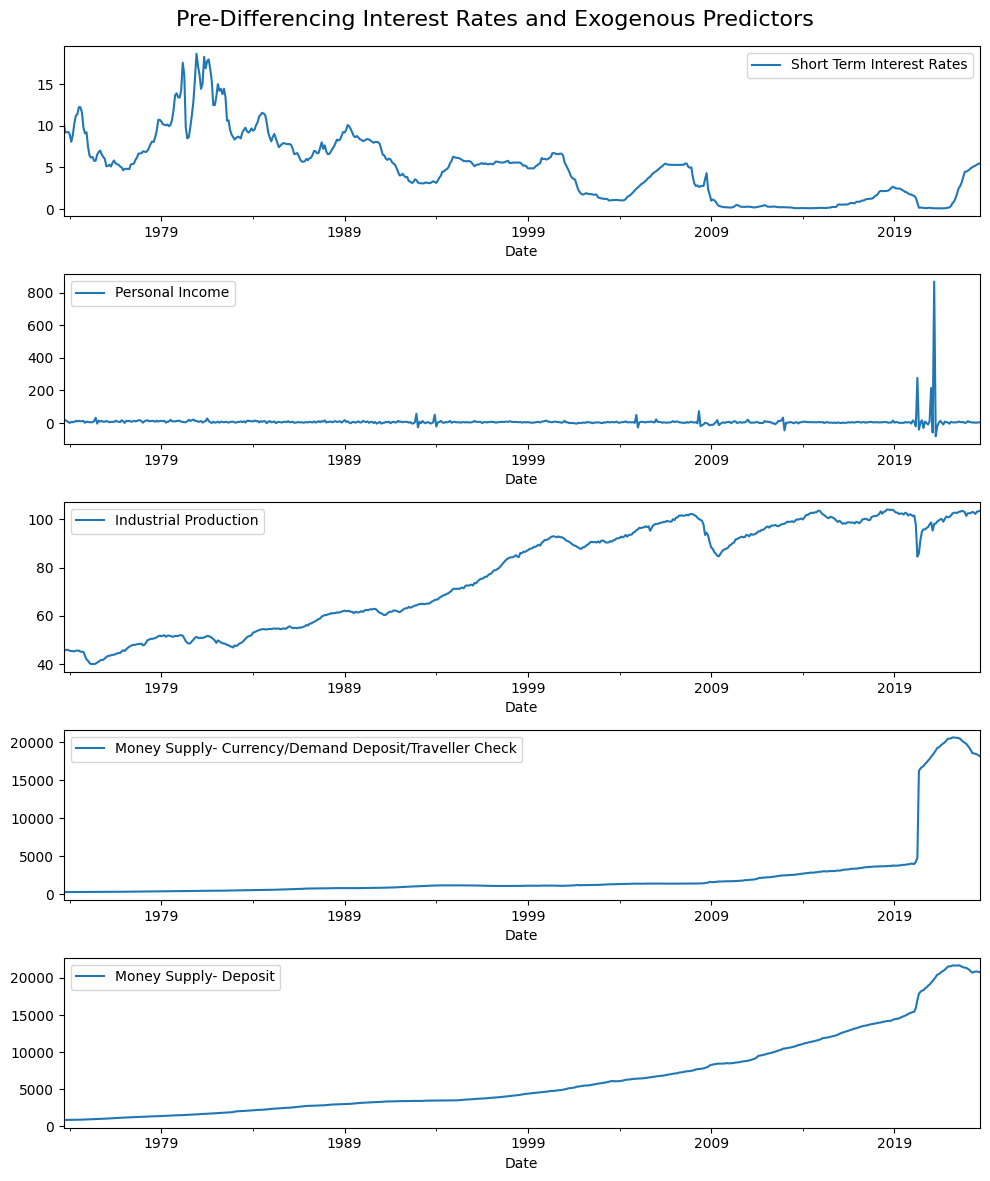 Pre-Differencing Interest Rates and Exogenous Predictors
Short Term Interest Rates
15
10
5
0
1979 1989 1999 2009 2019
Date
Personal Income
800
600
400
200
0
1979 1989 1999 2009 2019
Date
Industrial Production
100
80
60
40
1979 1989 1999 2009 2019
Date
Money Supply- Currency/Demand Deposit/Traveller Check
20000
15000
10000
5000
0
1979 1989 1999 2009 2019
Date
Money Supply- Deposit
20000
15000
10000
5000
0
1979 1989 1999 2009 2019
Date